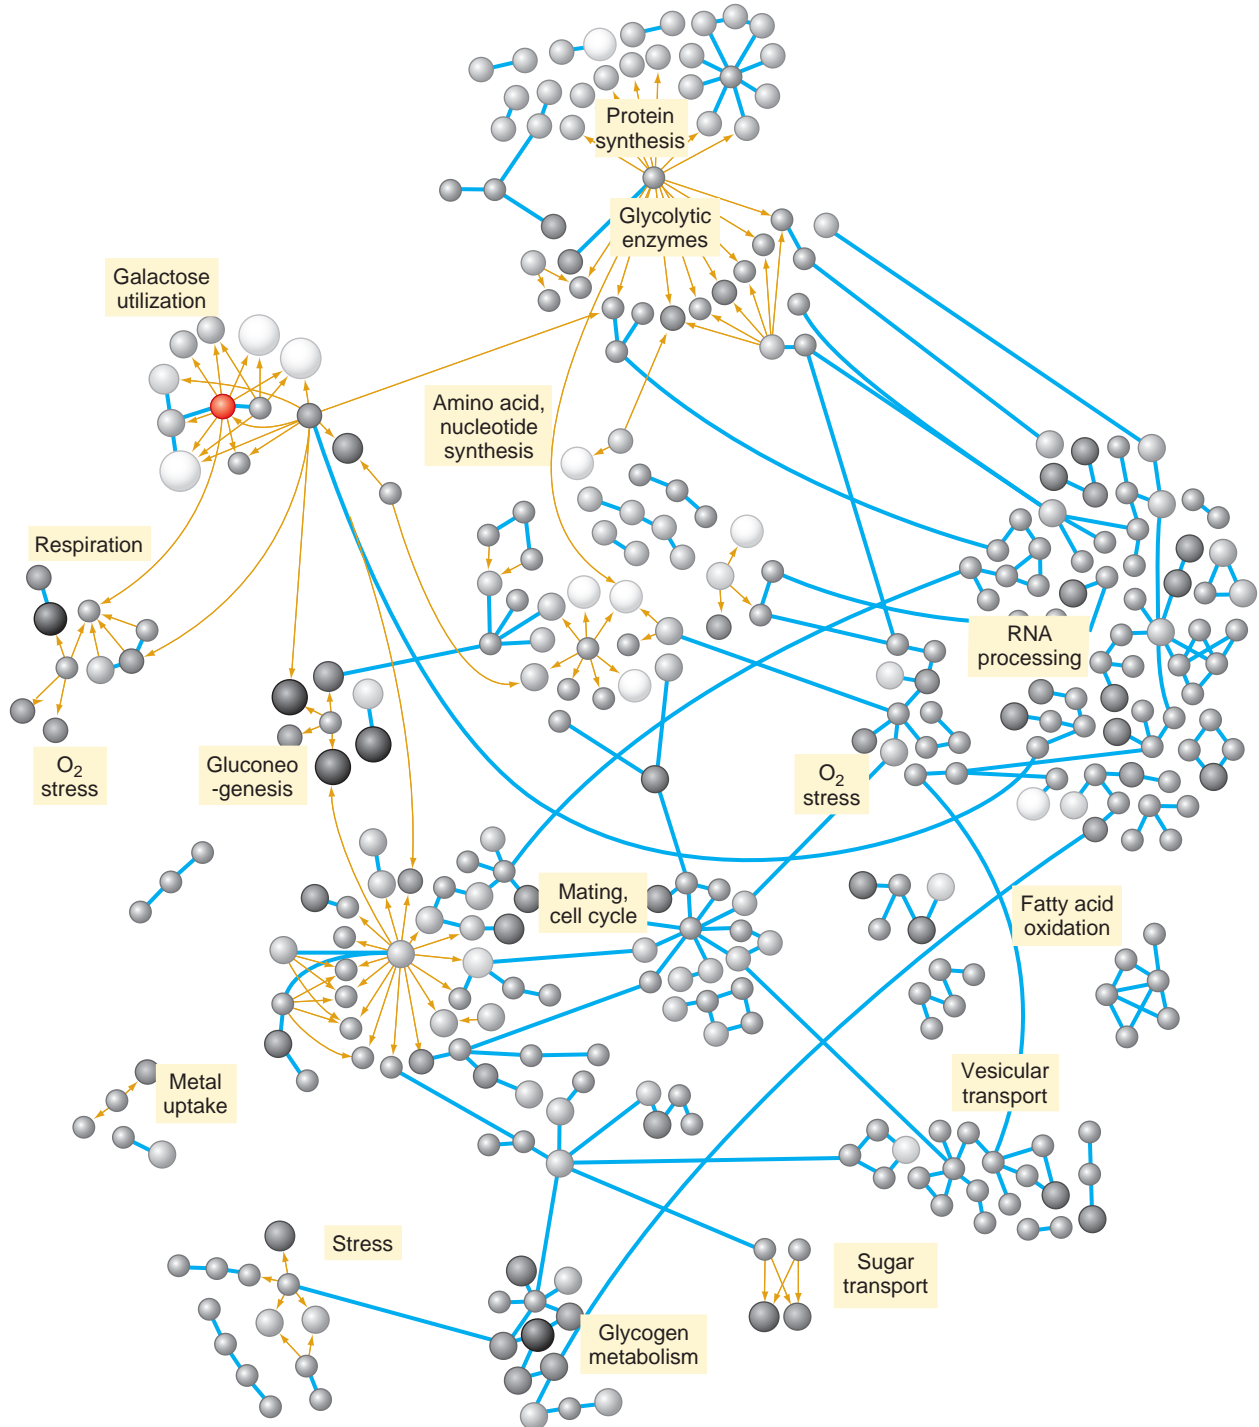 Protein
synthesis
Glycolytic
enzymes
Galactose
utilization
Amino acid,
nucleotide
synthesis
Respiration
RNA
processing
O₂
stress
Gluconeo
-genesis
O₂
stress
Mating,
cell cycle
Fatty acid
oxidation
Metal
uptake
Vesicular
transport
Stress
Sugar
transport
Glycogen
metabolism